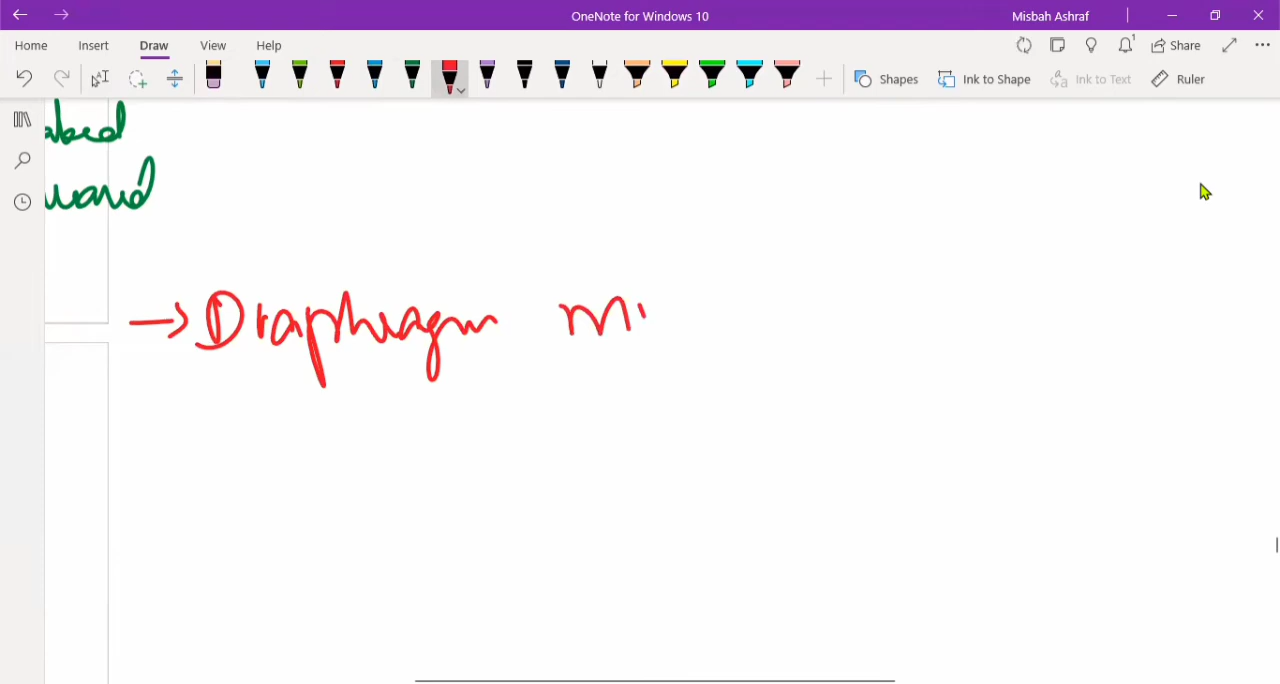 OneNote for Windows 10
Misbah Ashraf
Home Insert Draw View Help
Share
Shapes Ink to Shape Ink to Text Ruler
ward
→ Diaphragm m